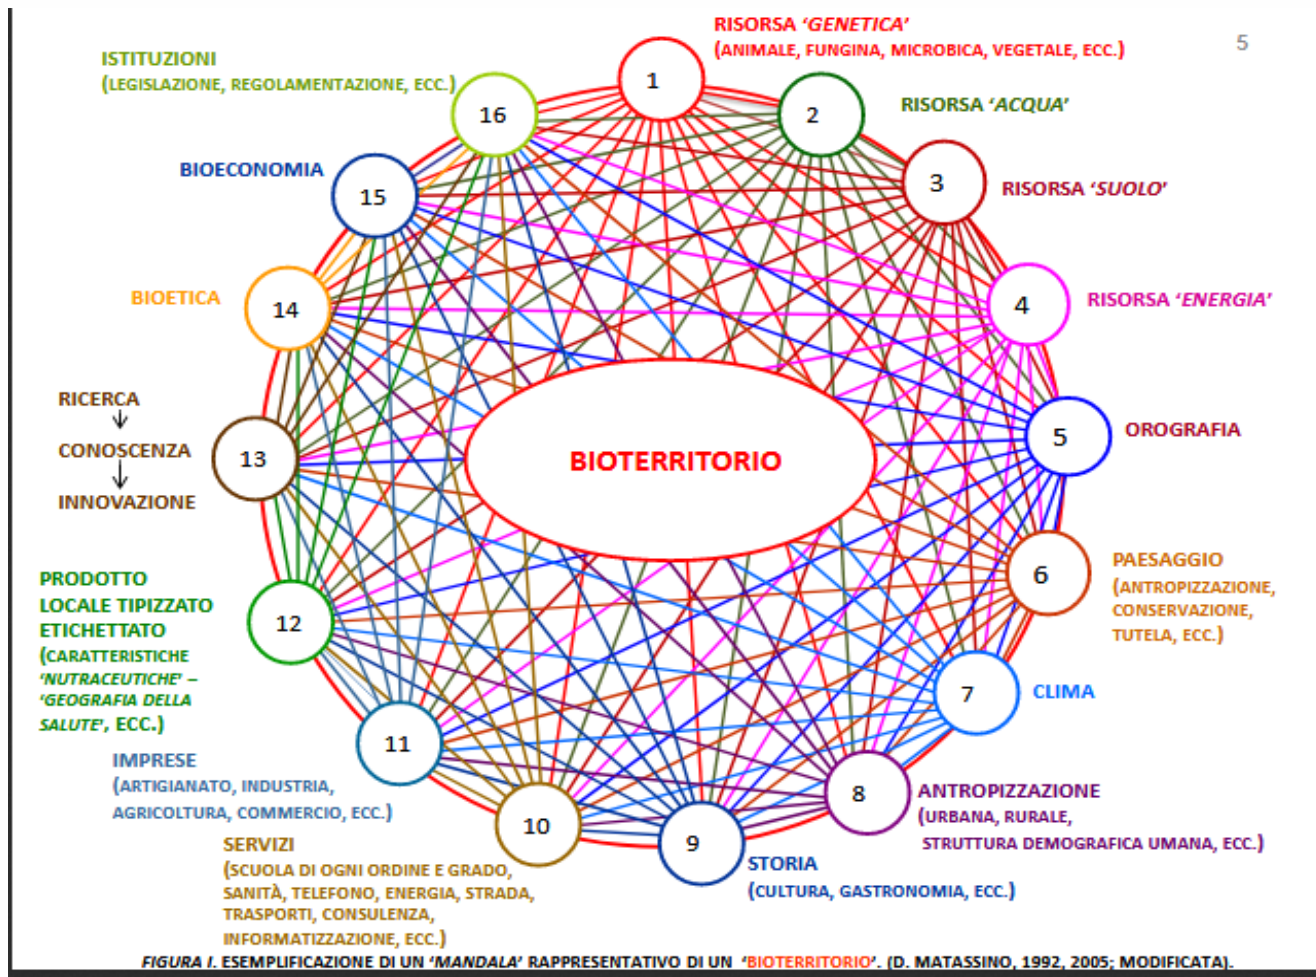 5
RISORSA 'GENETICA'
(ANIMALE, FUNGINA, MICROBICA, VEGETALE, ECC.)
1
2
RISORSA 'ACQUA'
3
RISORSA 'SUOLO'
4
RISORSA 'ENERGIA'
5
OROGRAFIA
6
PAESAGGIO
(ANTROPIZZAZIONE,
CONSERVAZIONE,
TUTELA, ECC.)
7
CLIMA
8
ANTROPIZZAZIONE
(URBANA, RURALE,
STRUTTURA DEMOGRAFICA UMANA, ECC.)
9
STORIA
(CULTURA, GASTRONOMIA, ECC.)
10
SERVIZI
(SCUOLA DI OGNI ORDINE E GRADO,
SANITÀ, TELEFONO, ENERGIA, STRADA,
TRASPORTI, CONSULENZA,
INFORMATIZZAZIONE, ECC.)
11
IMPRESE
(ARTIGIANATO, INDUSTRIA,
AGRICOLTURA, COMMERCIO, ECC.)
12
PRODOTTO
LOCALE TIPIZZATO
ETICHETTATO
(CARATTERISTICHE
'NUTRACEUTICHE' –
'GEOGRAFIA DELLA
SALUTE', ECC.)
13
RICERCA
CONOSCENZA
INNOVAZIONE
14
BIOETICA
15
BIOECONOMIA
16
ISTITUZIONI
(LEGISLAZIONE, REGOLAMENTAZIONE, ECC.)
BIOTERRITORIO
FIGURA I. ESEMPLIFICAZIONE DI UN 'MANDALA' RAPPRESENTATIVO DI UN 'BIOTERRITORIO'. (D. MATASSINO, 1992, 2005; MODIFICATA).